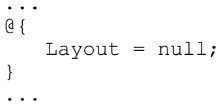 ...
@{
    Layout = null;
}
...